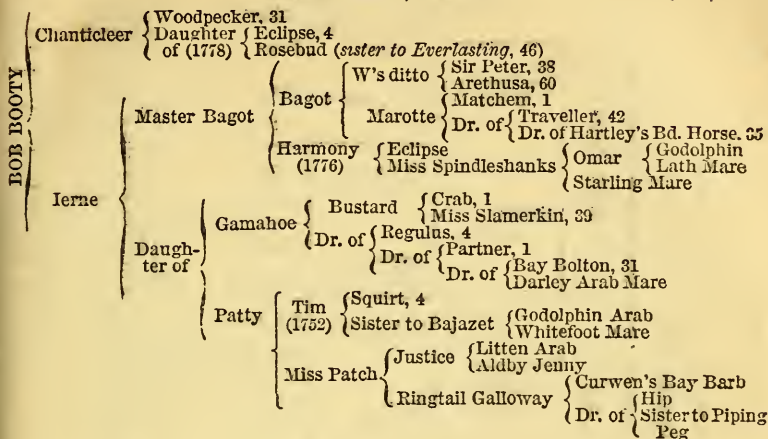 Woodpecker, 31
Chanticleer
Daughter
of (1778)
Eclipse, 4
Rosebud (sister to Everlasting, 46)
W's ditto
Sir Peter, 38
Arethusa, 60
Bagot
Marotte
Matchem, 1
Dr. of
Traveller, 42
Dr. of Hartley's Bd. Horse. 35
Master Bagot
Harmony
(1776)
Eclipse
Miss Spindleshanks
Omar
Godolphin
Lath Mare
Starling Mare
BOB BOOTY
Ierne
Gamahoe
Bustard
Crab, 1
Miss Slamerkin, 39
Dr. of
Regulus, 4
Dr. of
Partner, 1
Dr. of
Bay Bolton, 31
Darley Arab Mare
Daugh-
ter of
Patty
Tim
(1752)
Squirt, 4
Sister to Bajazet
Godolphin Arab
Whitefoot Mare
Miss Patch
Justice
Litten Arab
Aldby Jenny
Ringtail Galloway
Curwen's Bay Barb
Dr. of
Hip
Sister to Piping
Peg